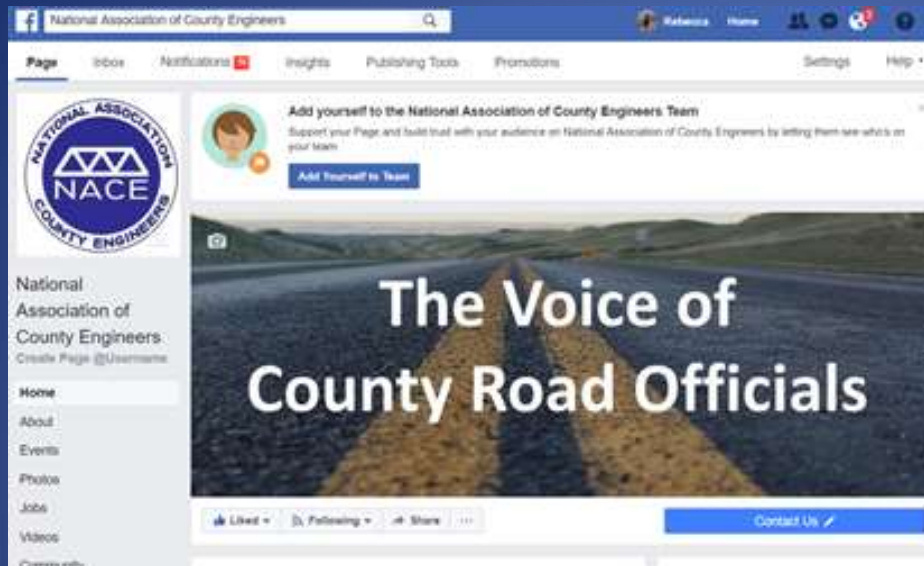 National Association of County Engineers
Rebecca Home
Page Inbox Notifications Insights Publishing Tools Promotions Settings Help
NATIONAL ASSOCIATION
NACE
COUNTY ENGINEERS
Add yourself to the National Association of County Engineers Team
Support your Page and build trust with your audience on National Association of County Engineers by letting them see who's on
your team
Add Yourself to Team
National
Association of
County Engineers
Create Page @Username
The Voice of
County Road Officials
Home
About
Events
Photos
Jobs
Videos
Community
Liked Following Share ...
Contact Us